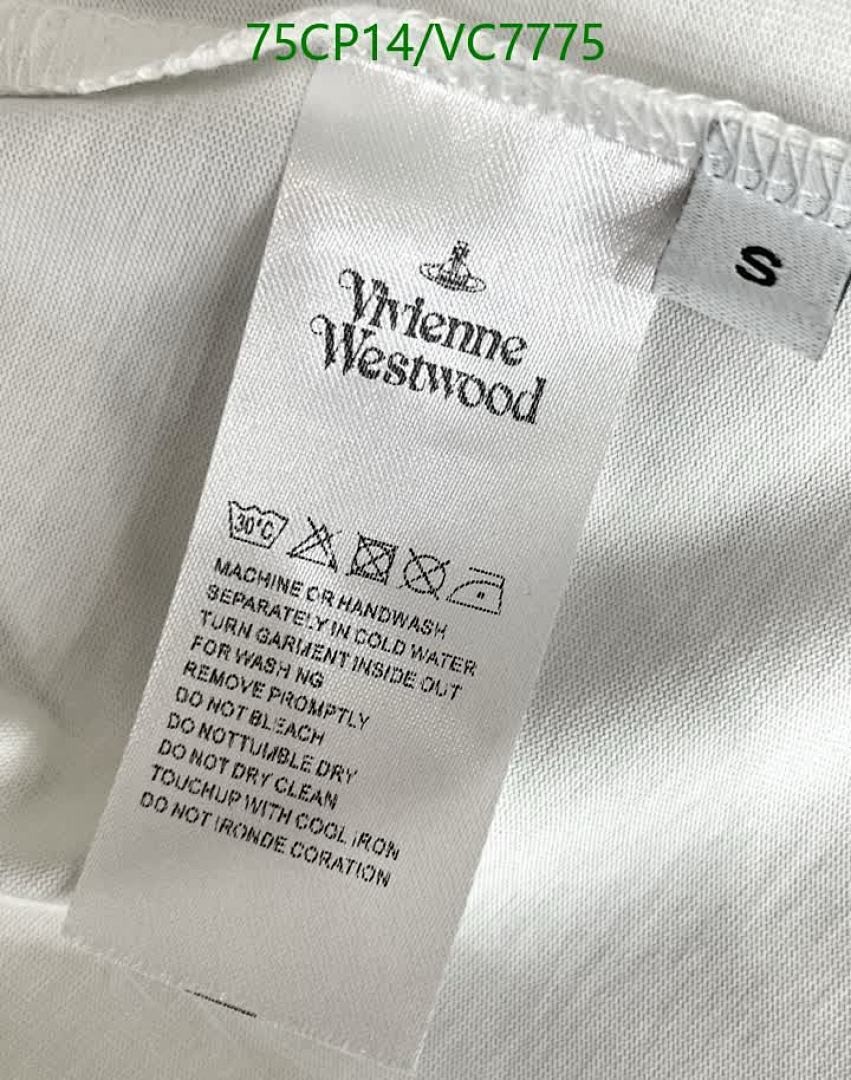 75CP14/VC7775
S
Vivienne
Westwood
30°C
MACHINE OR HANDWASH
SEPARATELY IN COLD WATER
TURN GARMENT INSIDE OUT
FOR WASH NG
REMOVE PROMPTLY
DO NOT BLEACH
DO NOTTUMBLE DRY
DO NOT DRY CLEAN
TOUCHUP WITH COOL IRON
DO NOT IRONDE CORATION